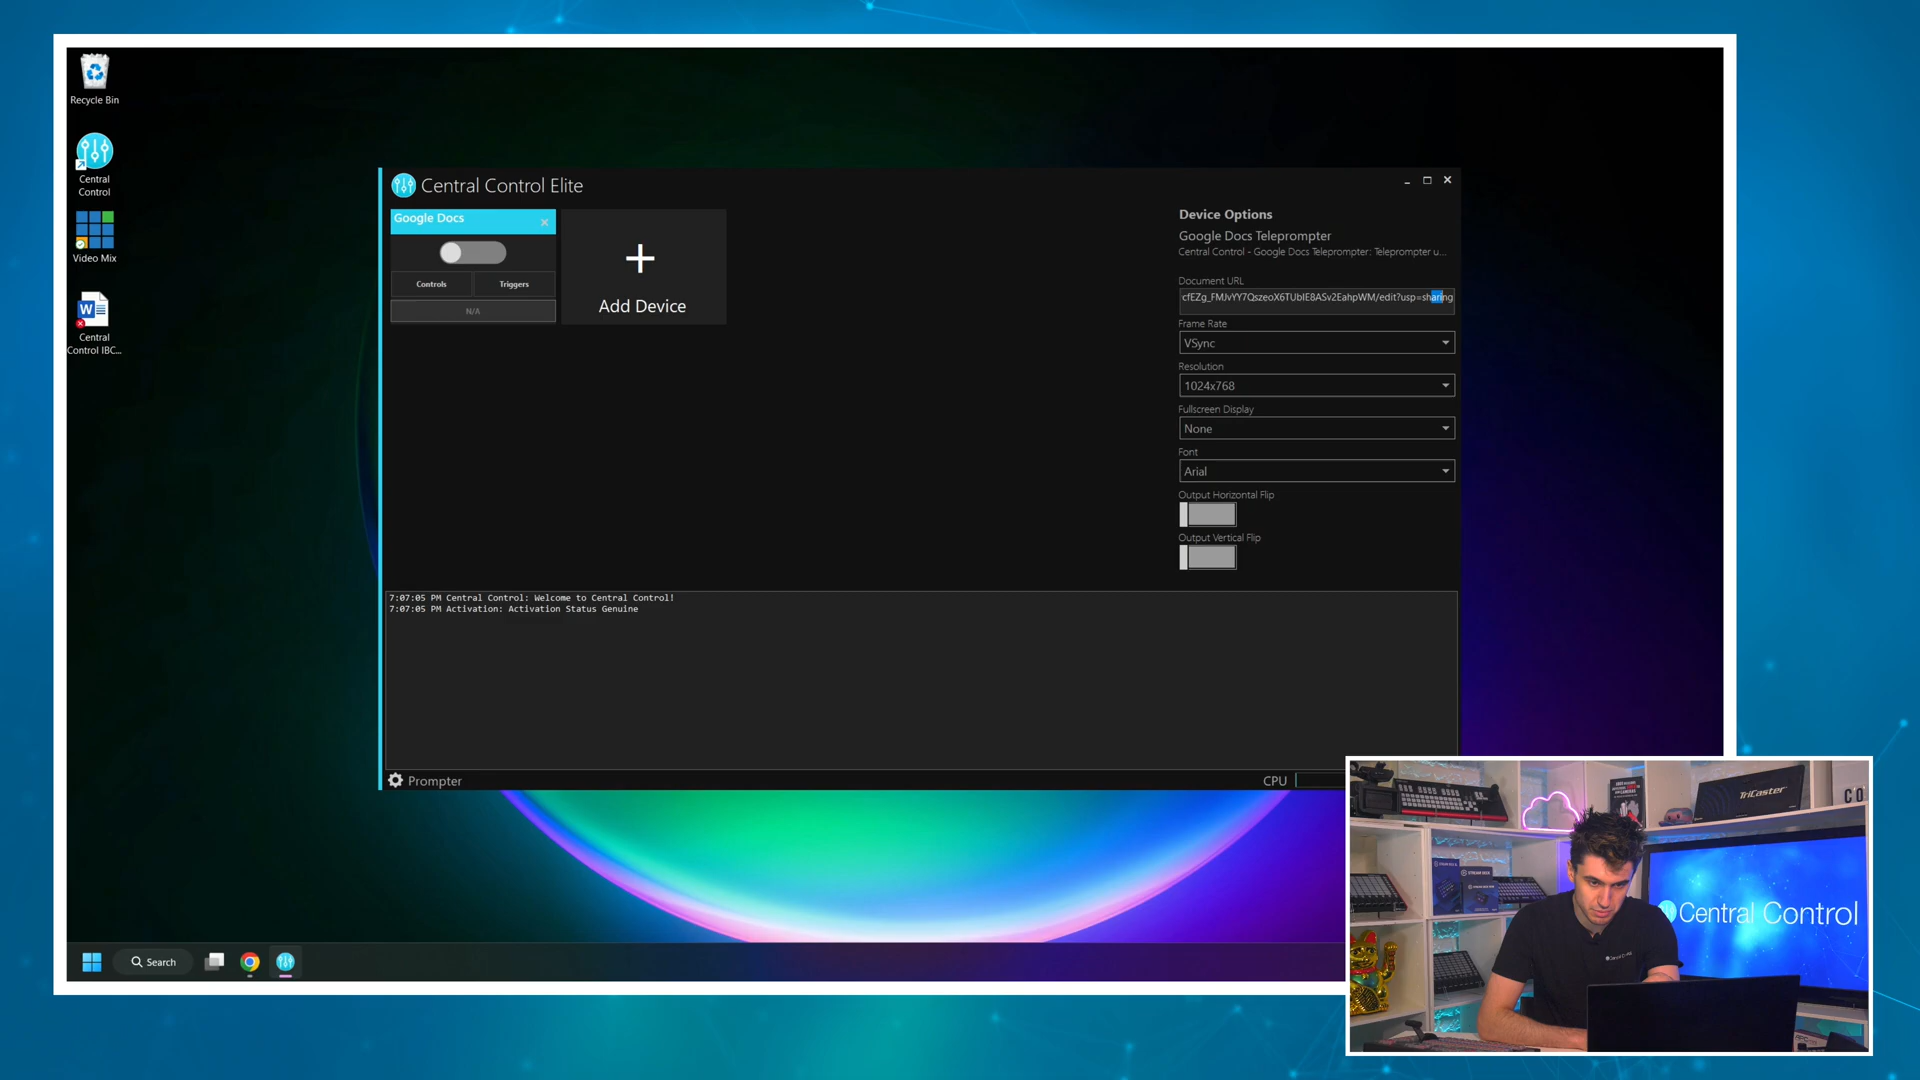 Recycle Bin
Central
Control
Video Mix
Central
Control IBC...
Central Control Elite
Google Docs
Controls
Triggers
N/A
Add Device
Device Options
Google Docs Teleprompter
Central Control - Google Docs Teleprompter: Teleprompter u...
Document URL
cfEZg_FMJvYY7QszeoX6TUbIE8ASv2EahpWM/edit?usp=sharing
Frame Rate
VSync
Resolution
1024x768
Fullscreen Display
None
Font
Arial
Output Horizontal Flip
Output Vertical Flip
7:07:05 PM Central Control: Welcome to Central Control!
7:07:05 PM Activation: Activation Status Genuine
Prompter
CPU
Search
TriCaster
CO
Central Control